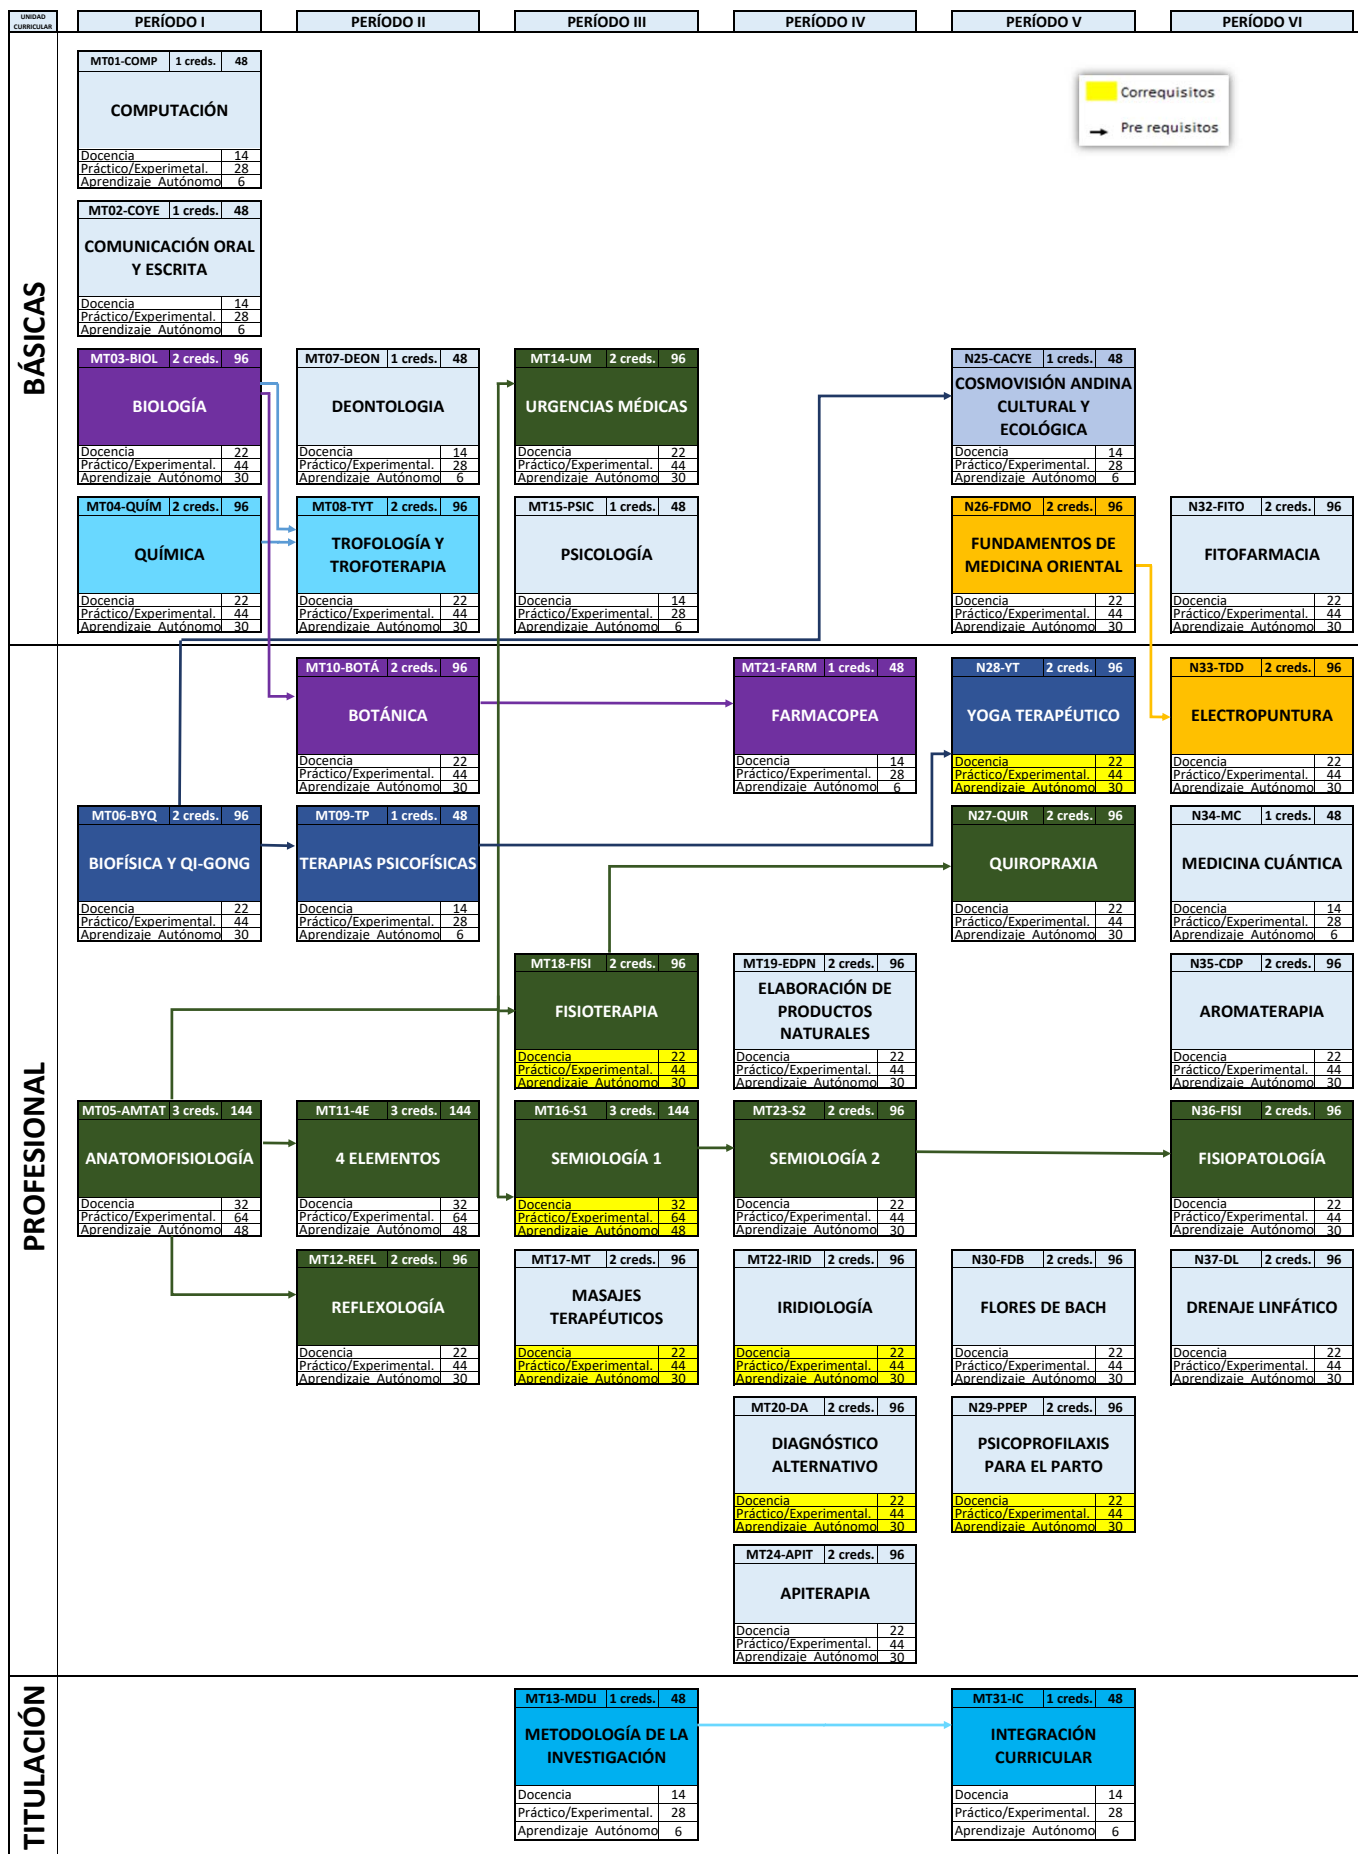 UNIDAD
CURRICULAR
PERÍODO I
PERÍODO II
PERÍODO III
PERÍODO IV
PERÍODO V
PERÍODO VI
BÁSICAS
MT01-COMP 1 creds. 48
COMPUTACIÓN
Docencia 14
Práctico/Experimetal. 28
Aprendizaje Autónomo 6
Correquisitos
Pre requisitos
MT02-COYE 1 creds. 48
COMUNICACIÓN ORAL
Y ESCRITA
Docencia 14
Práctico/Experimental. 28
Aprendizaje Autónomo 6
MT03-BIOL 2 creds. 96
BIOLOGÍA
Docencia 22
Práctico/Experimental. 44
Aprendizaje Autónomo 30
MT07-DEON 1 creds. 48
DEONTOLOGIA
Docencia 14
Práctico/Experimental. 28
Aprendizaje Autónomo 6
MT14-UM 2 creds. 96
URGENCIAS MÉDICAS
Docencia 22
Práctico/Experimental. 44
Aprendizaje Autónomo 30
N25-CACYE 1 creds. 48
COSMOVISIÓN ANDINA
CULTURAL Y
ECOLÓGICA
Docencia 14
Práctico/Experimental. 28
Aprendizaje Autónomo 6
MT04-QUÍM 2 creds. 96
QUÍMICA
Docencia 22
Práctico/Experimental. 44
Aprendizaje Autónomo 30
MT08-TYT 2 creds. 96
TROFOLOGÍA Y
TROFOTERAPIA
Docencia 22
Práctico/Experimental. 44
Aprendizaje Autónomo 30
MT15-PSIC 1 creds. 48
PSICOLOGÍA
Docencia 14
Práctico/Experimental. 28
Aprendizaje Autónomo 6
N26-FDMO 2 creds. 96
FUNDAMENTOS DE
MEDICINA ORIENTAL
Docencia 22
Práctico/Experimental. 44
Aprendizaje Autónomo 30
N32-FITO 2 creds. 96
FITOFARMACIA
Docencia 22
Práctico/Experimental. 44
Aprendizaje Autónomo 30
PROFESIONAL
MT10-BOTÁ 2 creds. 96
BOTÁNICA
Docencia 22
Práctico/Experimental. 44
Aprendizaje Autónomo 30
MT21-FARM 1 creds. 48
FARMACOPEA
Docencia 14
Práctico/Experimental. 28
Aprendizaje Autónomo 6
N28-YT 2 creds. 96
YOGA TERAPÉUTICO
Docencia 22
Práctico/Experimental. 44
Aprendizaje Autónomo 30
N33-TDD 2 creds. 96
ELECTROPUNTURA
Docencia 22
Práctico/Experimental. 44
Aprendizaje Autónomo 30
MT06-BYQ 2 creds. 96
BIOFÍSICA Y QI-GONG
Docencia 22
Práctico/Experimental. 44
Aprendizaje Autónomo 30
MT09-TP 1 creds. 48
TERAPIAS PSICOFÍSICAS
Docencia 14
Práctico/Experimental. 28
Aprendizaje Autónomo 6
N27-QUIR 2 creds. 96
QUIROPRAXIA
Docencia 22
Práctico/Experimental. 44
Aprendizaje Autónomo 30
N34-MC 1 creds. 48
MEDICINA CUÁNTICA
Docencia 14
Práctico/Experimental. 28
Aprendizaje Autónomo 6
MT18-FISI 2 creds. 96
FISIOTERAPIA
Docencia 22
Práctico/Experimental. 44
Aprendizaje Autónomo 30
MT19-EDPN 2 creds. 96
ELABORACIÓN DE
PRODUCTOS
NATURALES
Docencia 22
Práctico/Experimental. 44
Aprendizaje Autónomo 30
N35-CDP 2 creds. 96
AROMATERAPIA
Docencia 22
Práctico/Experimental. 44
Aprendizaje Autónomo 30
MT05-AMTAT 3 creds. 144
ANATOMOFISIOLOGÍA
Docencia 32
Práctico/Experimental. 64
Aprendizaje Autónomo 48
MT11-4E 3 creds. 144
4 ELEMENTOS
Docencia 32
Práctico/Experimental. 64
Aprendizaje Autónomo 48
MT16-S1 3 creds. 144
SEMIOLOGÍA 1
Docencia 32
Práctico/Experimental. 64
Aprendizaje Autónomo 48
MT23-S2 2 creds. 96
SEMIOLOGÍA 2
Docencia 22
Práctico/Experimental. 44
Aprendizaje Autónomo 30
N36-FISI 2 creds. 96
FISIOPATOLOGÍA
Docencia 22
Práctico/Experimental. 44
Aprendizaje Autónomo 30
MT12-REFL 2 creds. 96
REFLEXOLOGÍA
Docencia 22
Práctico/Experimental. 44
Aprendizaje Autónomo 30
MT17-MT 2 creds. 96
MASAJES
TERAPÉUTICOS
Docencia 22
Práctico/Experimental. 44
Aprendizaje Autónomo 30
MT22-IRID 2 creds. 96
IRIDIOLOGÍA
Docencia 22
Práctico/Experimental. 44
Aprendizaje Autónomo 30
N30-FDB 2 creds. 96
FLORES DE BACH
Docencia 22
Práctico/Experimental. 44
Aprendizaje Autónomo 30
N37-DL 2 creds. 96
DRENAJE LINFÁTICO
Docencia 22
Práctico/Experimental. 44
Aprendizaje Autónomo 30
MT20-DA 2 creds. 96
DIAGNÓSTICO
ALTERNATIVO
Docencia 22
Práctico/Experimental. 44
Aprendizaje Autónomo 30
N29-PPEP 2 creds. 96
PSICOPROFILAXIS
PARA EL PARTO
Docencia 22
Práctico/Experimental. 44
Aprendizaje Autónomo 30
MT24-APIT 2 creds. 96
APITERAPIA
Docencia 22
Práctico/Experimental. 44
Aprendizaje Autónomo 30
TITULACIÓN
MT13-MDLI 1 creds. 48
METODOLOGÍA DE LA
INVESTIGACIÓN
Docencia 14
Práctico/Experimental. 28
Aprendizaje Autónomo 6
MT31-IC 1 creds. 48
INTEGRACIÓN
CURRICULAR
Docencia 14
Práctico/Experimental. 28
Aprendizaje Autónomo 6